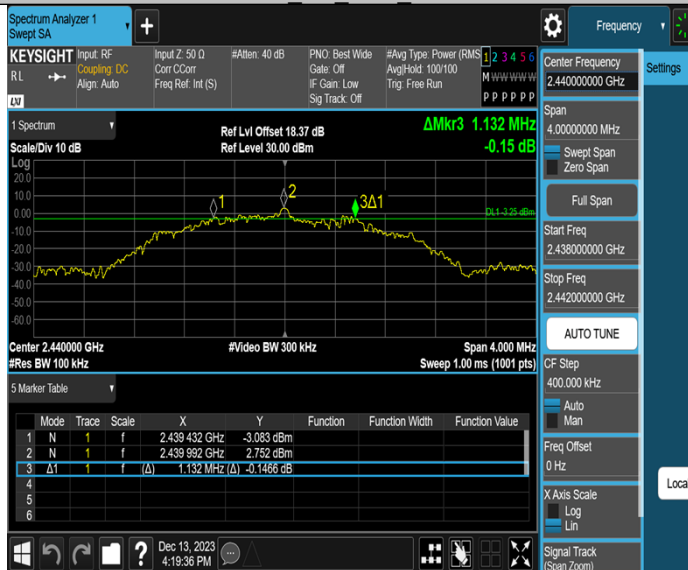 Spectrum Analyzer 1
Swept SA
+
Frequency
KEYSIGHT
RL
LXI
Input: RF
Coupling: DC
Align: Auto
Input Z: 50 Ω
Corr CCorr
Freq Ref: Int (S)
#Atten: 40 dB
PNO: Best Wide
Gate: Off
IF Gain: Low
Sig Track: Off
#Avg Type: Power (RMS
Avg|Hold: 100/100
Trig: Free Run
1 2 3 4 5 6
M W W W W W
P P P P P P
Center Frequency
2.440000000 GHz
Settings
Span
4.00000000 MHz
Swept Span
Zero Span
Full Span
Start Freq
2.438000000 GHz
Stop Freq
2.442000000 GHz
AUTO TUNE
CF Step
400.000 kHz
Auto
Man
Freq Offset
0 Hz
X Axis Scale
Log
Lin
Signal Track
(Span Zoom)
Loca
1 Spectrum
Scale/Div 10 dB
Ref Lvl Offset 18.37 dB
Ref Level 30.00 dBm
ΔMkr3 1.132 MHz
-0.15 dB
Log
20.0
10.0
0.00
-10.0
-20.0
-30.0
-40.0
-50.0
-60.0
1
2
3Δ1
DL1 -3.25 dBm
Center 2.440000 GHz
#Video BW 300 kHz
Span 4.000 MHz
#Res BW 100 kHz
Sweep 1.00 ms (1001 pts)
5 Marker Table
Mode Trace Scale X Y Function Function Width Function Value
1 N 1 f 2.439 432 GHz -3.083 dBm
2 N 1 f 2.439 992 GHz 2.752 dBm
3 Δ1 1 f (Δ) 1.132 MHz (Δ) -0.1466 dB
4
5
6
?
Dec 13, 2023
4:19:36 PM